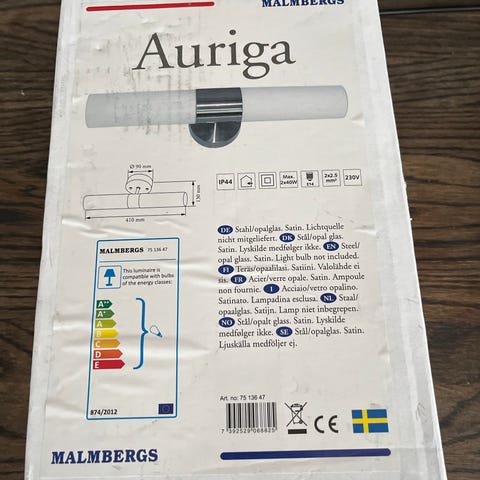 MALMBERGS
Auriga
Ø 90 mm
130 mm
410 mm
IP44
Max. 2x40W
E14
2x2.5 mm²
230V
MALMBERGS 75 136 47
This luminaire is
compatible with bulbs
of the energy classes:
A++
A+
A
B
C
D
E
874/2012
DE Stahl/opalglas. Satin. Lichtquelle
nicht mitgeliefert. DK Stål/opal glas.
Satin. Lyskilde medfølger ikke. EN Steel/
opal glass. Satin. Light bulb not included.
FI Teräs/opaalilasi. Satiini. Valolähde ei
sis. FR Acier/verre opale. Satin. Ampoule
non fournie. I Acciaio/vetro opalino.
Satinato. Lampadina esclusa. NL Staal/
opaalglas. Satijn. Lamp niet inbegrepen.
NO Stål/opalt glass. Satin. Lyskilde
medfølger ikke. SE Stål/opalglas. Satin.
Ljuskälla medföljer ej.
Art. no: 75 136 47
7 392529 068825
CE
MALMBERGS